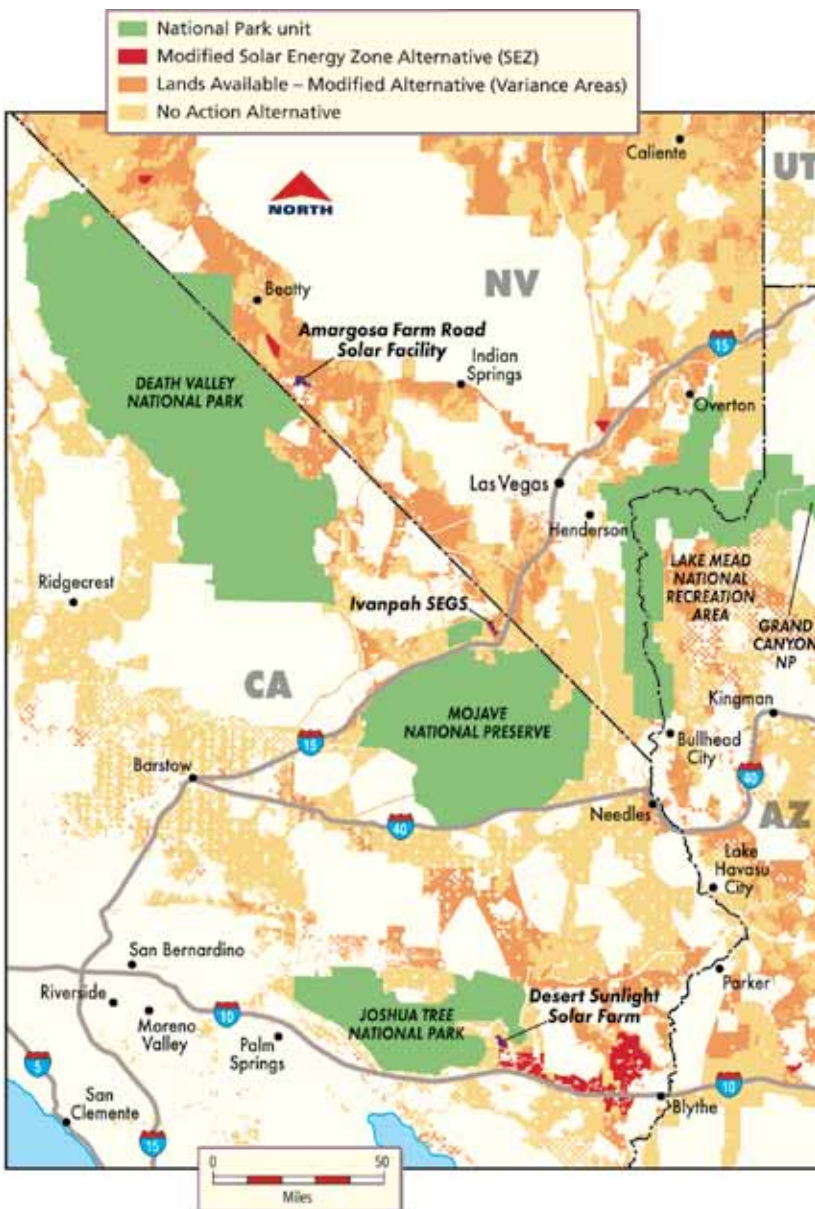 National Park unit
Modified Solar Energy Zone Alternative (SEZ)
Lands Available – Modified Alternative (Variance Areas)
No Action Alternative
Caliente
UT
NORTH
NV
Beatty
Amargosa Farm Road
Solar Facility
Indian
Springs
15
DEATH VALLEY
NATIONAL PARK
Overton
Las Vegas
Henderson
LAKE MEAD
NATIONAL
RECREATION
AREA
Ridgecrest
Ivanpah SEGS
GRAND
CANYON
NP
CA
Kingman
MOJAVE
NATIONAL PRESERVE
Bullhead
City
15
Barstow
40
Needles
40
AZ
Lake
Havasu
City
San Bernardino
Parker
Riverside
Moreno
Valley
10
Palm
Springs
JOSHUA TREE
NATIONAL PARK
Desert Sunlight
Solar Farm
5
San
Clemente
15
10
Blythe
0
50
Miles